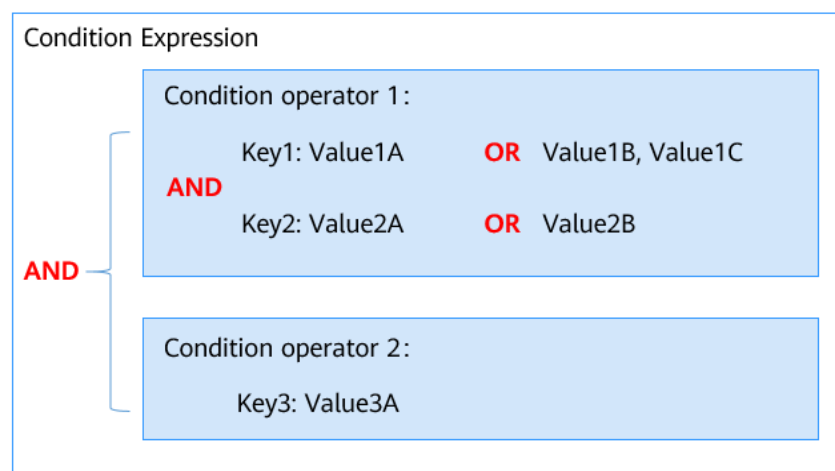 Condition Expression
Condition operator 1:
Key1: Value1A OR Value1B, Value1C
AND
Key2: Value2A OR Value2B
AND
Condition operator 2:
Key3: Value3A